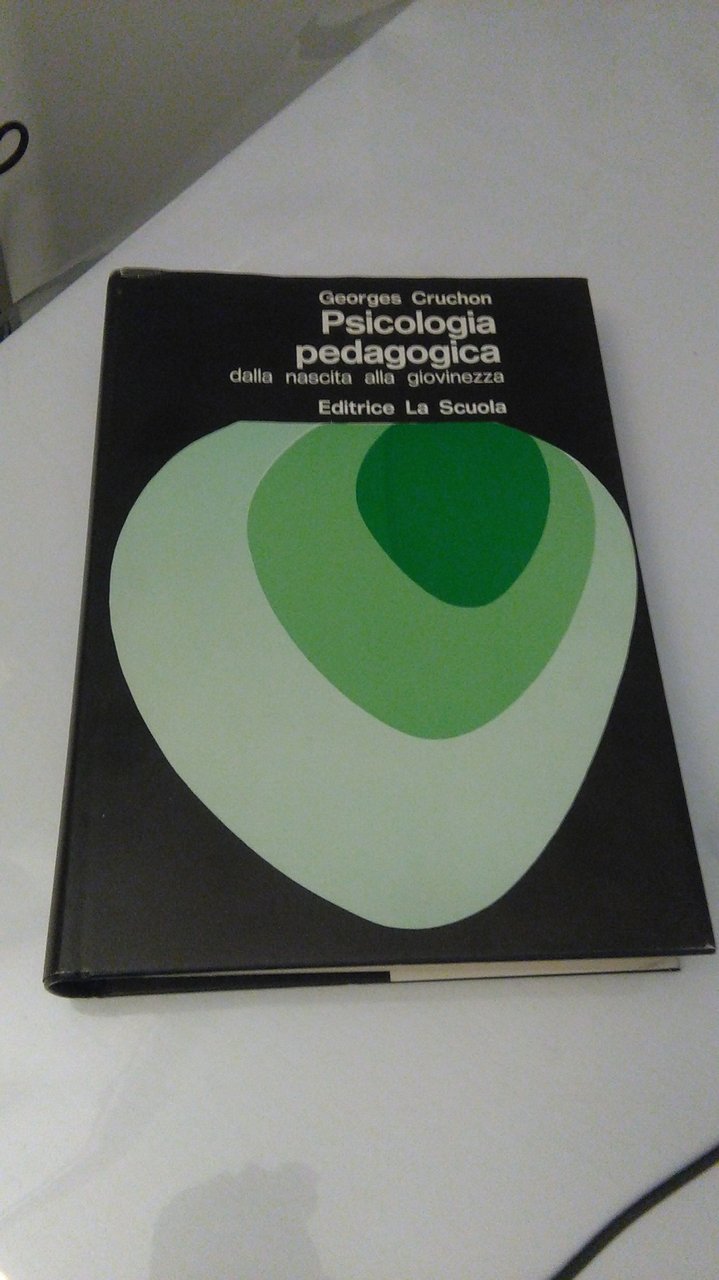 Georges Cruchon
Psicologia
pedagogica
dalla nascita alla giovinezza
Editrice La Scuola